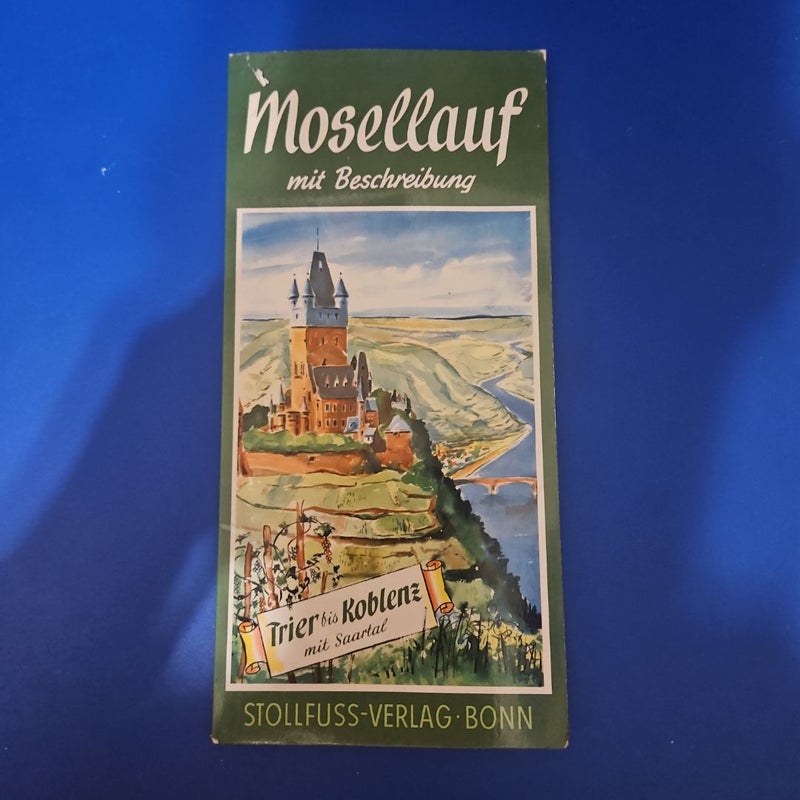 Mosellauf
mit Beschreibung
Trier bis Koblenz
mit Saartal
STOLLFUSS-VERLAG · BONN